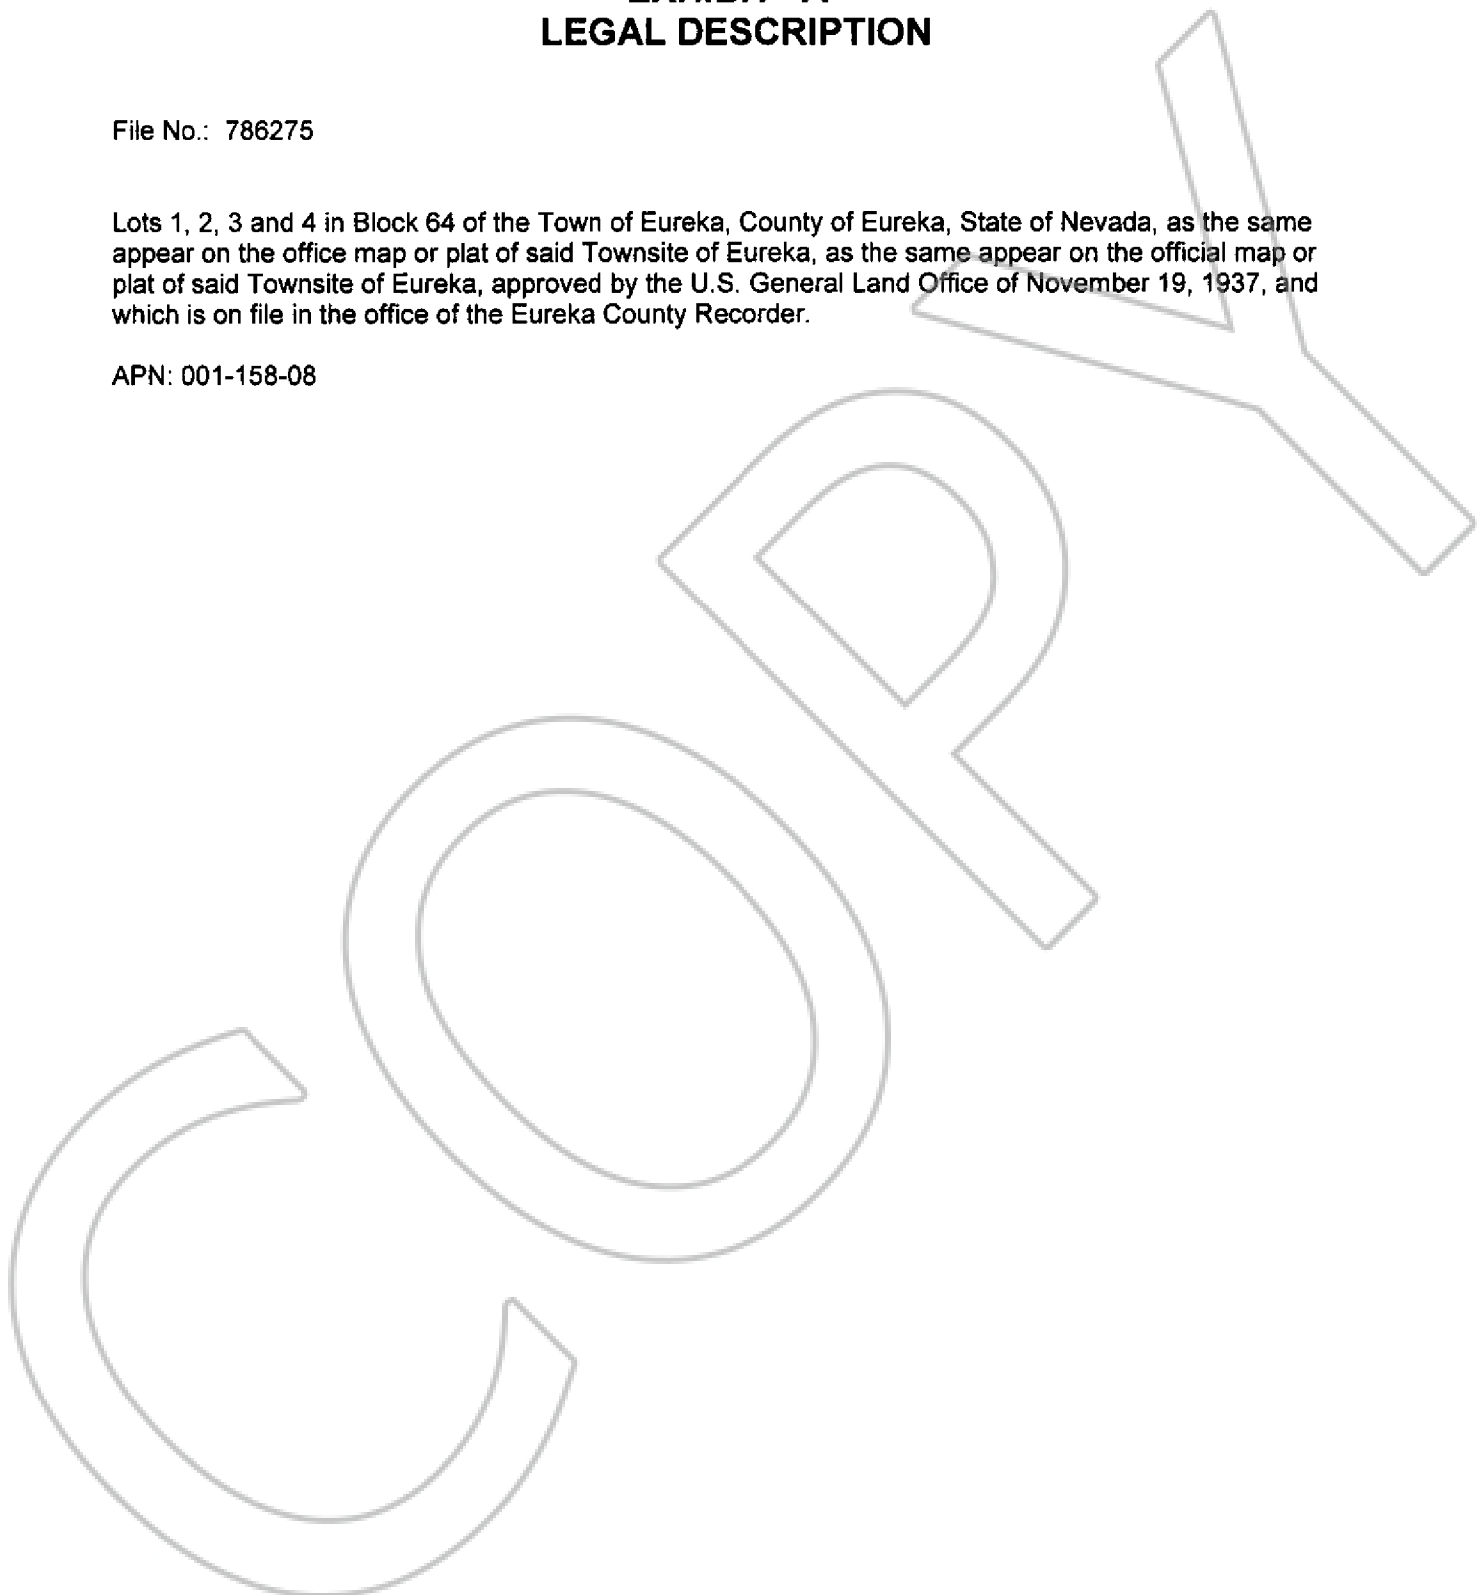 LEGAL DESCRIPTION
File No.: 786275
Lots 1, 2, 3 and 4 in Block 64 of the Town of Eureka, County of Eureka, State of Nevada, as the same
appear on the office map or plat of said Townsite of Eureka, as the same appear on the official map or
plat of said Townsite of Eureka, approved by the U.S. General Land Office of November 19, 1937, and
which is on file in the office of the Eureka County Recorder.
APN: 001-158-08
COPY